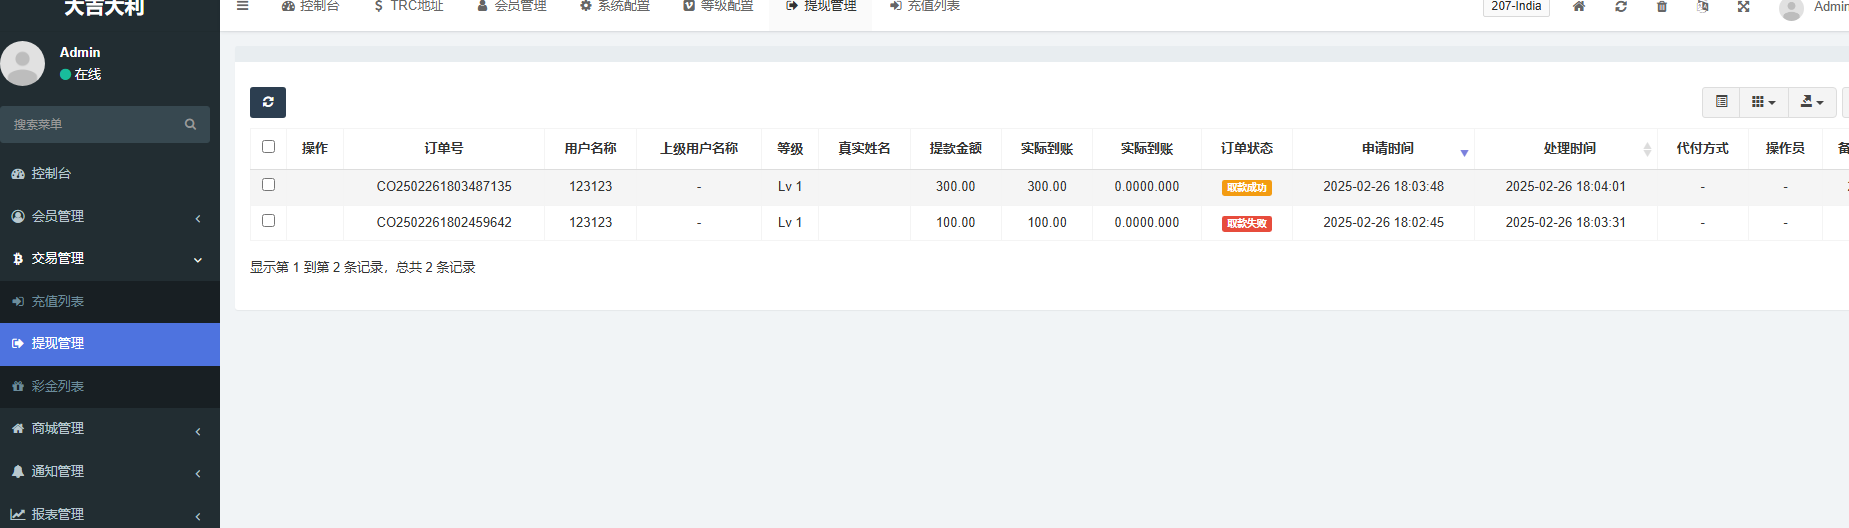 大吉大利
控制台 TRC地址 会员管理 系统配置 等级配置 提现管理 充值列表 207-India Admin
Admin
在线
搜索菜单
控制台
会员管理
交易管理
充值列表
提现管理
彩金列表
商城管理
通知管理
报表管理
操作 订单号 用户名称 上级用户名称 等级 真实姓名 提款金额 实际到账 实际到账 订单状态 申请时间 处理时间 代付方式 操作员 备
CO2502261803487135 123123 - Lv 1 300.00 300.00 0.0000.000 取款成功 2025-02-26 18:03:48 2025-02-26 18:04:01 - -
CO2502261802459642 123123 - Lv 1 100.00 100.00 0.0000.000 取款失败 2025-02-26 18:02:45 2025-02-26 18:03:31 - -
显示第 1 到第 2 条记录，总共 2 条记录